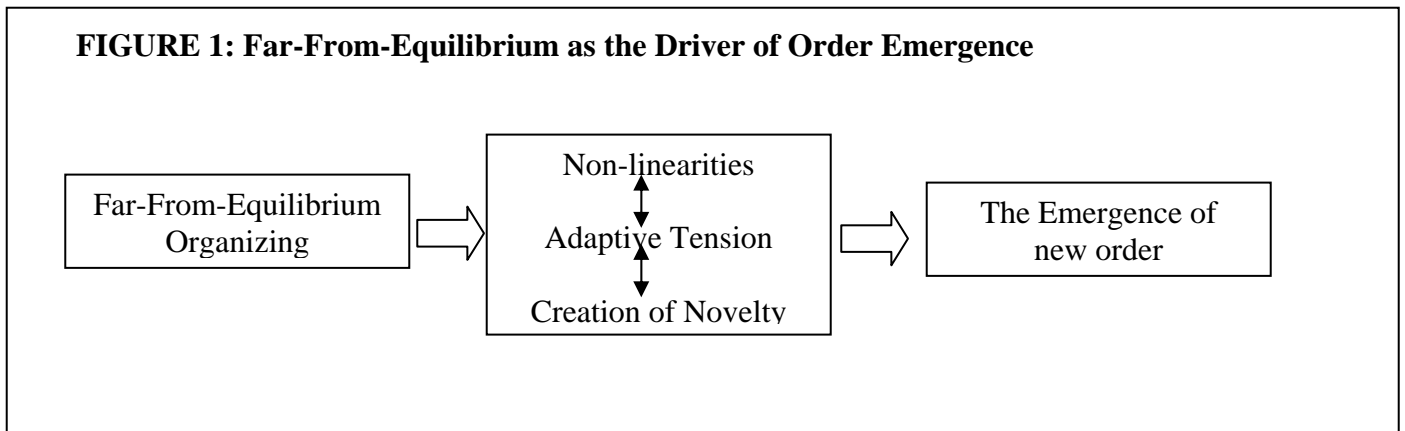 FIGURE 1: Far-From-Equilibrium as the Driver of Order Emergence
Far-From-Equilibrium
Organizing
Non-linearities
Adaptive Tension
Creation of Novelty
The Emergence of
new order